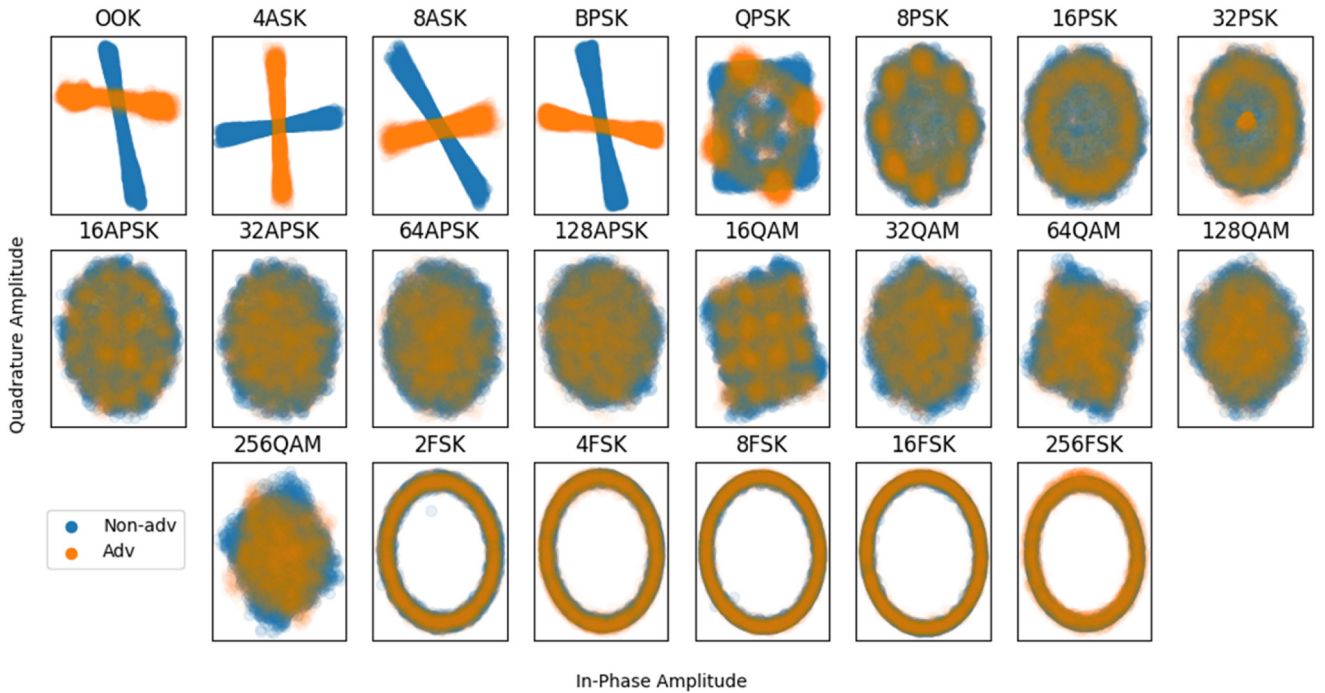 OOK 4ASK 8ASK BPSK QPSK 8PSK 16PSK 32PSK
16APSK 32APSK 64APSK 128APSK 16QAM 32QAM 64QAM 128QAM
Quadrature Amplitude
256QAM 2FSK 4FSK 8FSK 16FSK 256FSK
Non-adv
Adv
In-Phase Amplitude